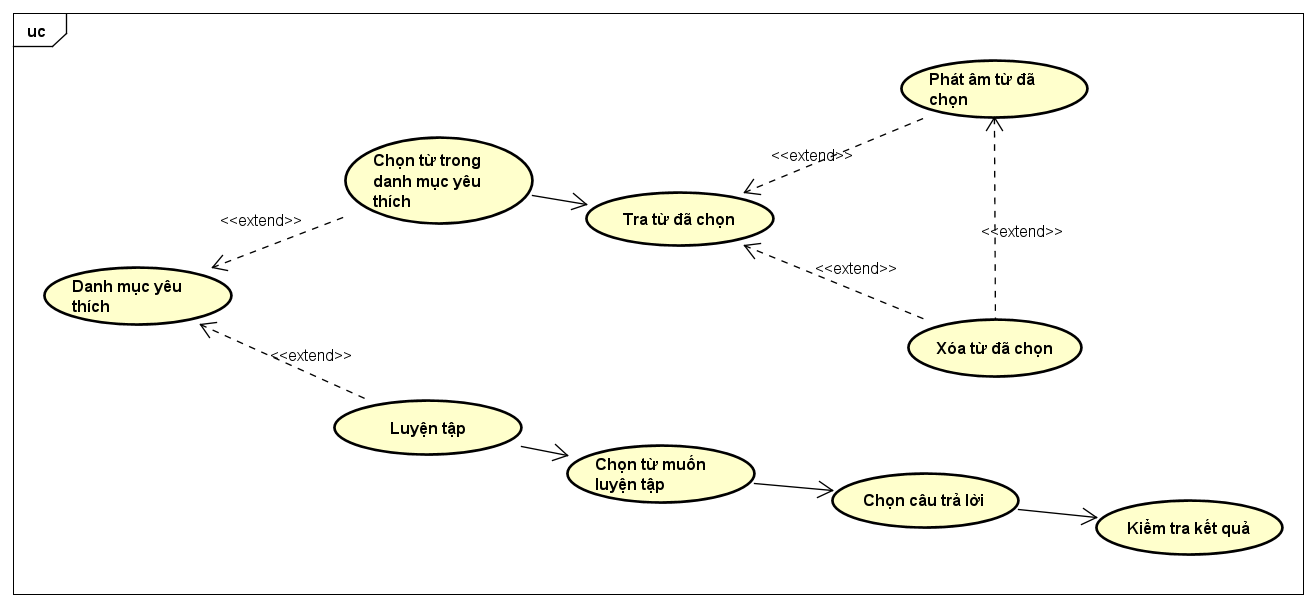 uc
Phát âm từ đã
chọn
Chọn từ trong
danh mục yêu
thích
<<extend>>
Tra từ đã chọn
<<extend>>
<<extend>>
<<extend>>
Danh mục yêu
thích
Xóa từ đã chọn
<<extend>>
Luyện tập
Chọn từ muốn
luyện tập
Chọn câu trả lời
Kiểm tra kết quả